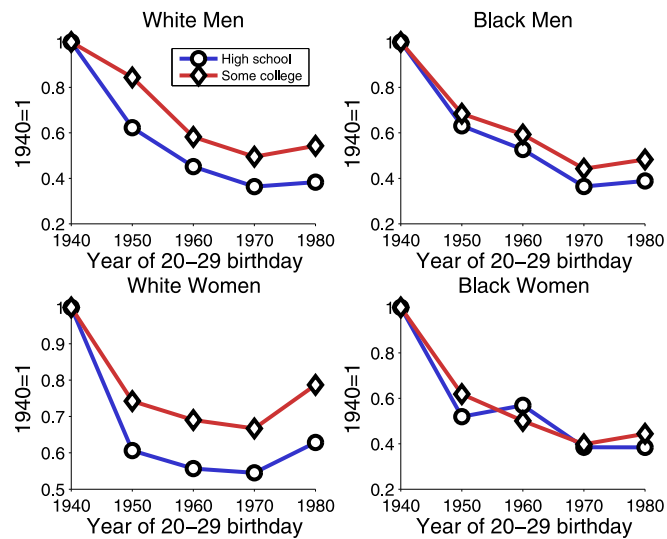 White Men
1
0.8
0.6
0.4
0.2
1940=1
1940 1950 1960 1970 1980
Year of 20–29 birthday
High school
Some college
Black Men
1
0.8
0.6
0.4
0.2
1940=1
1940 1950 1960 1970 1980
Year of 20–29 birthday
White Women
1
0.9
0.8
0.7
0.6
0.5
1940=1
1940 1950 1960 1970 1980
Year of 20–29 birthday
Black Women
1
0.8
0.6
0.4
0.2
1940=1
1940 1950 1960 1970 1980
Year of 20–29 birthday